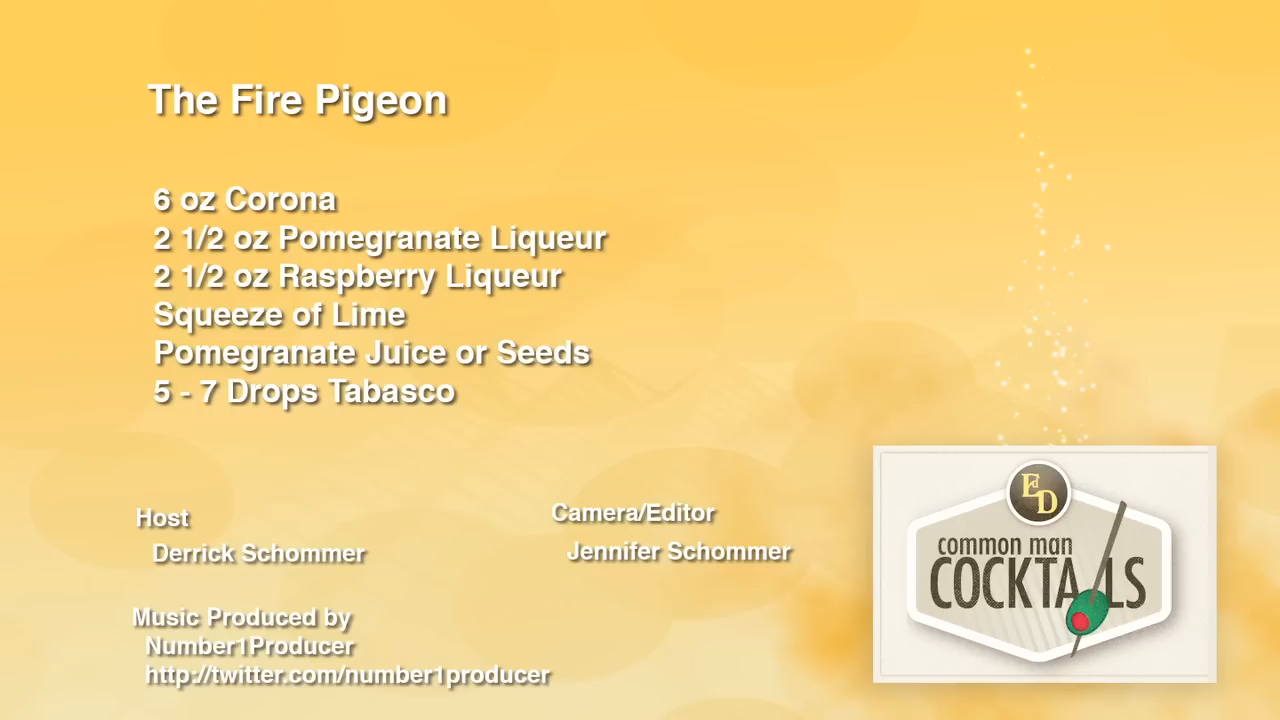 The Fire Pigeon
6 oz Corona
2 1/2 oz Pomegranate Liqueur
2 1/2 oz Raspberry Liqueur
Squeeze of Lime
Pomegranate Juice or Seeds
5 - 7 Drops Tabasco
Host
Derrick Schommer
Camera/Editor
Jennifer Schommer
Music Produced by
Number1Producer
http://twitter.com/number1producer
Ed D
common man
COCKTAILS